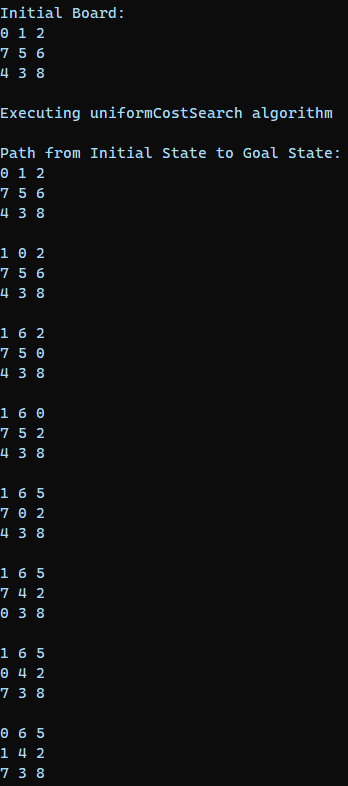 Initial Board:
0 1 2
7 5 6
4 3 8

Executing uniformCostSearch algorithm

Path from Initial State to Goal State:
0 1 2
7 5 6
4 3 8

1 0 2
7 5 6
4 3 8

1 6 2
7 5 0
4 3 8

1 6 0
7 5 2
4 3 8

1 6 5
7 0 2
4 3 8

1 6 5
7 4 2
0 3 8

1 6 5
0 4 2
7 3 8

0 6 5
1 4 2
7 3 8